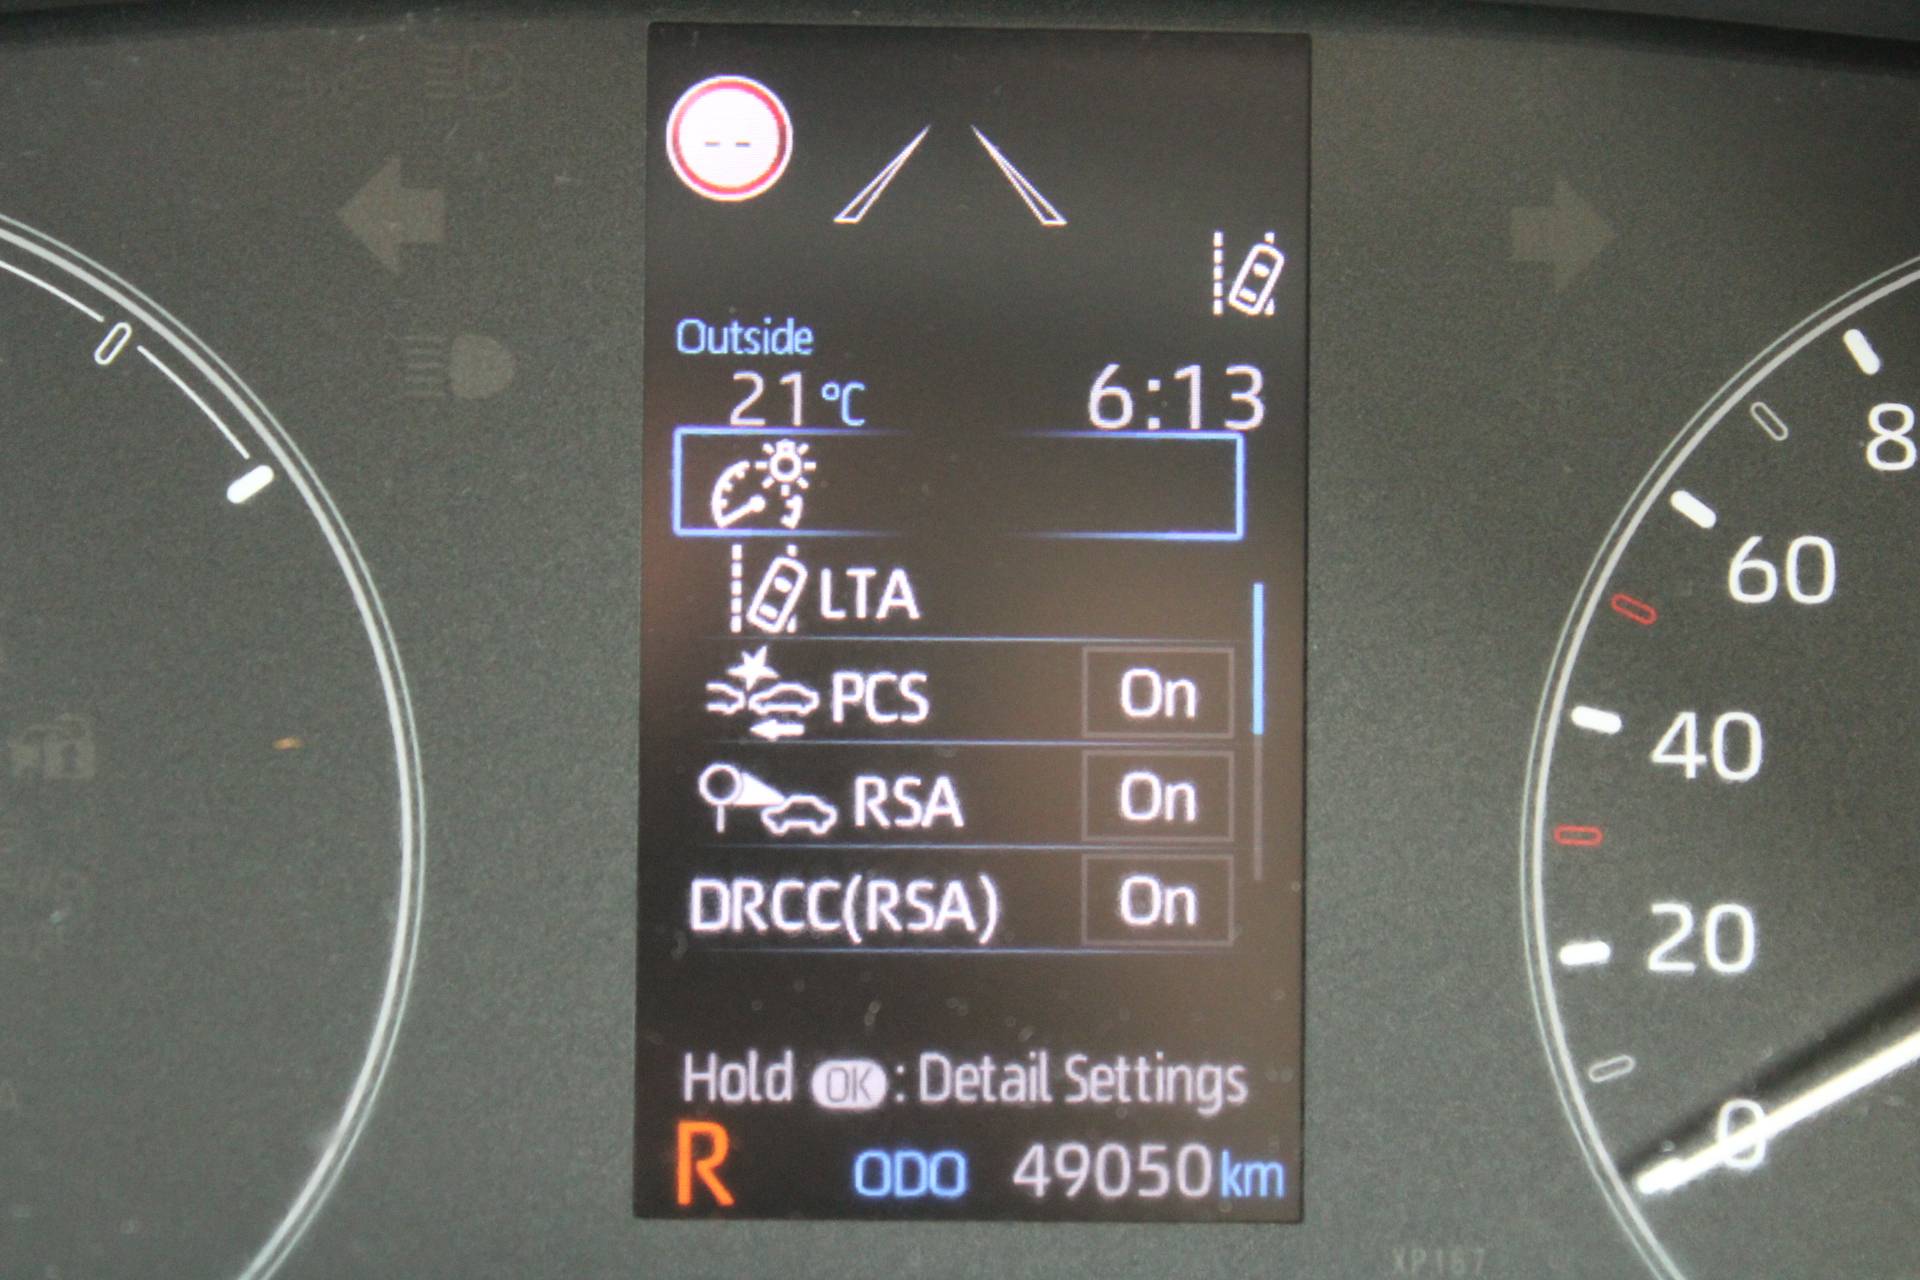 --
Outside
21°C 6:13
LTA
PCS On
RSA On
DRCC(RSA) On
Hold OK: Detail Settings
R ODO 49050km
8
60
40
20
0
XP167